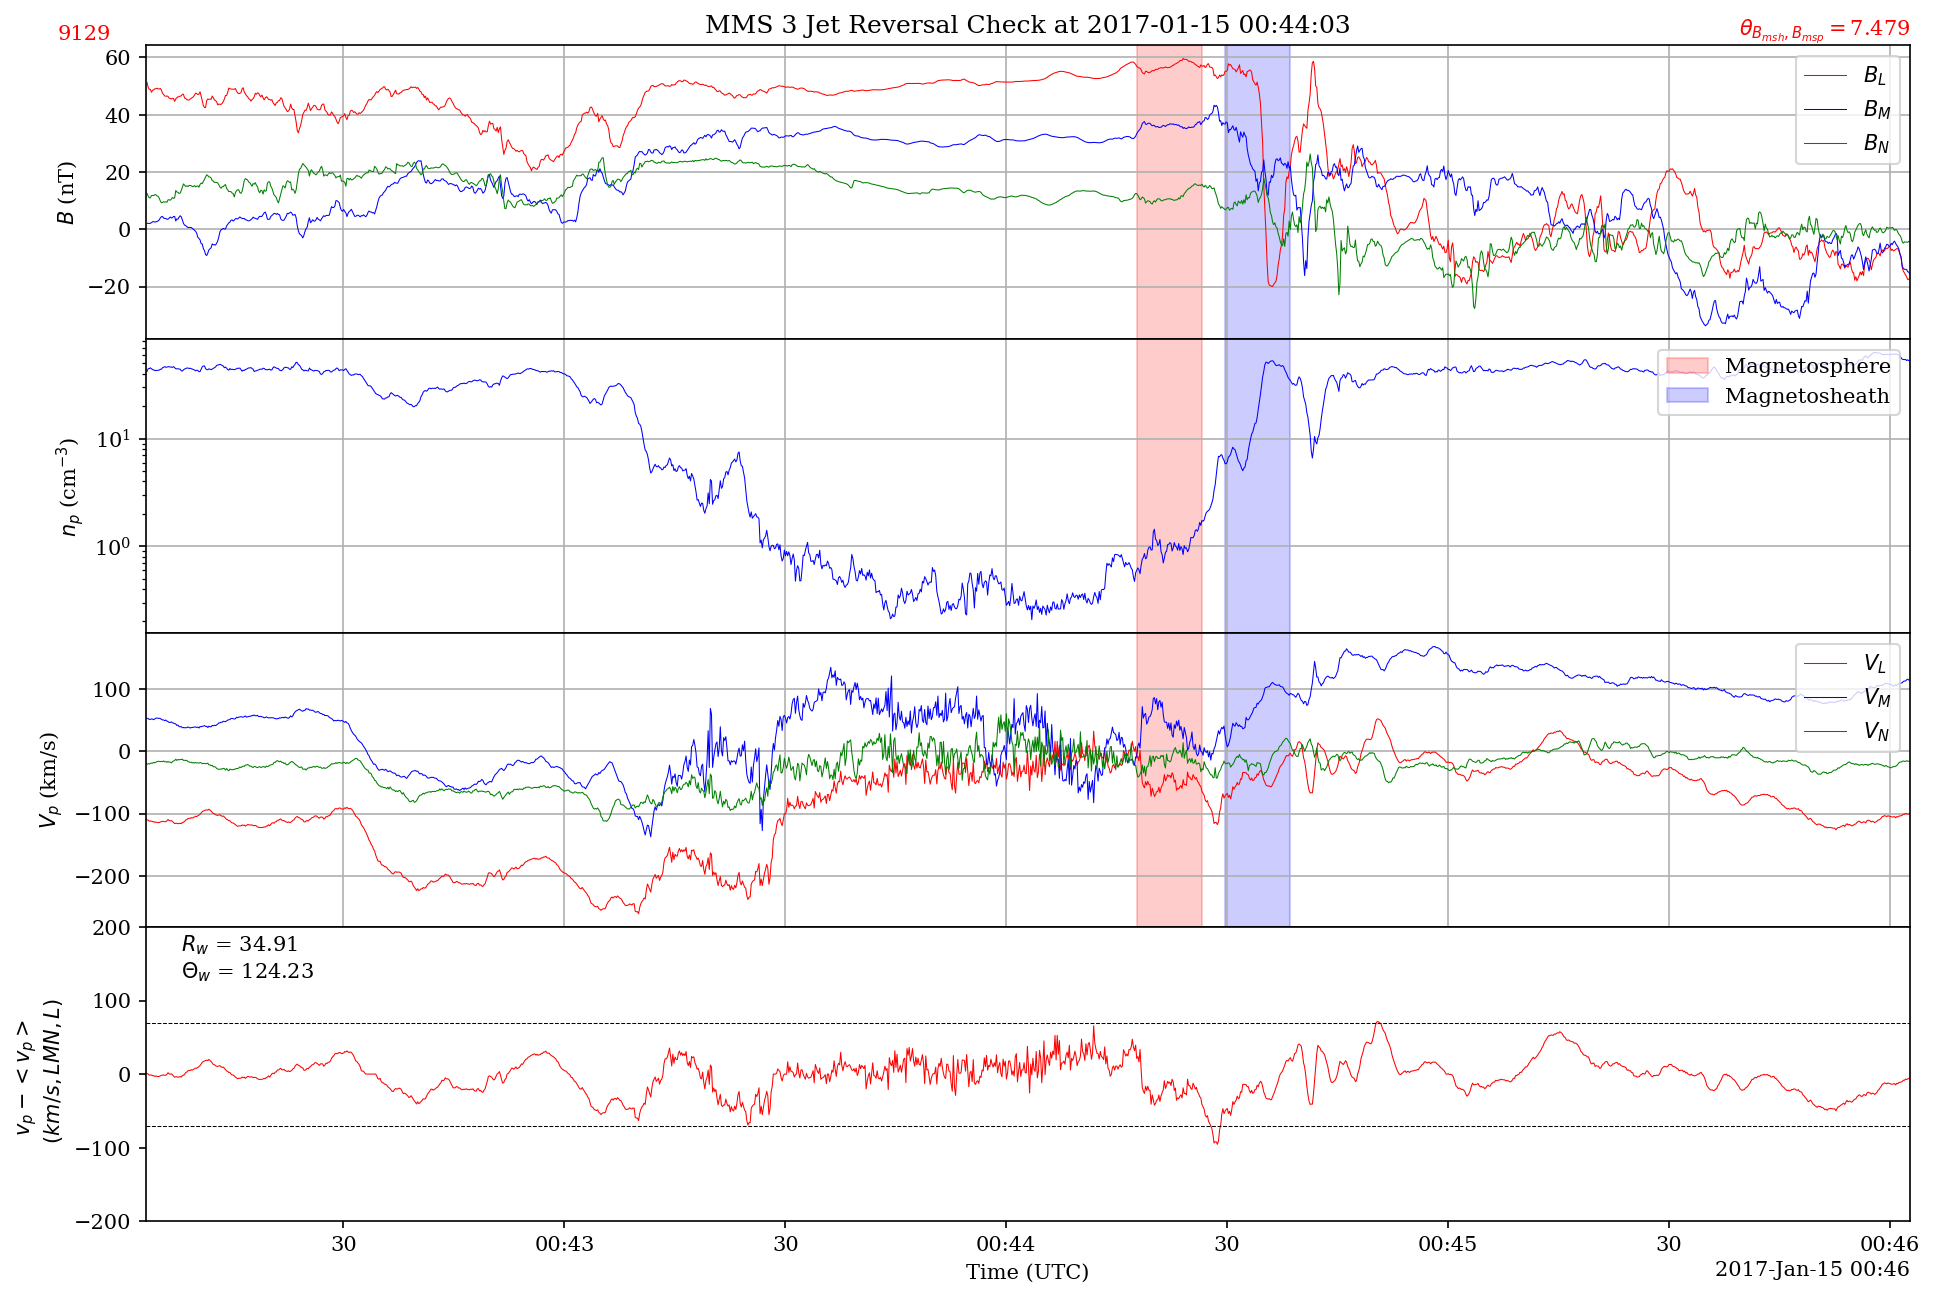 MMS 3 Jet Reversal Check at 2017-01-15 00:44:03
9129
θ_{B_{msh}, B_{msp}} = 7.479
60
40
20
0
−20
B (nT)
B_L
B_M
B_N
10^1
10^0
n_p (cm^{−3})
Magnetosphere
Magnetosheath
100
0
−100
−200
V_p (km/s)
V_L
V_M
V_N
200
100
0
−100
−200
v_p − < v_p >
(km/s, LMN, L)
R_w = 34.91
Θ_w = 124.23
30
00:43
30
00:44
30
00:45
30
00:46
Time (UTC)
2017-Jan-15 00:46